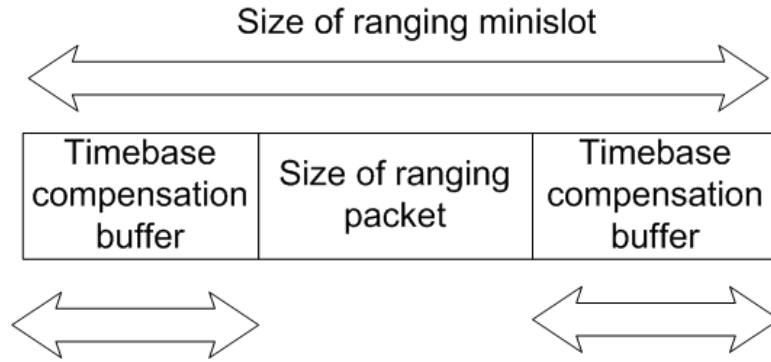 Size of ranging minislot
Timebase
compensation
buffer
Size of ranging
packet
Timebase
compensation
buffer